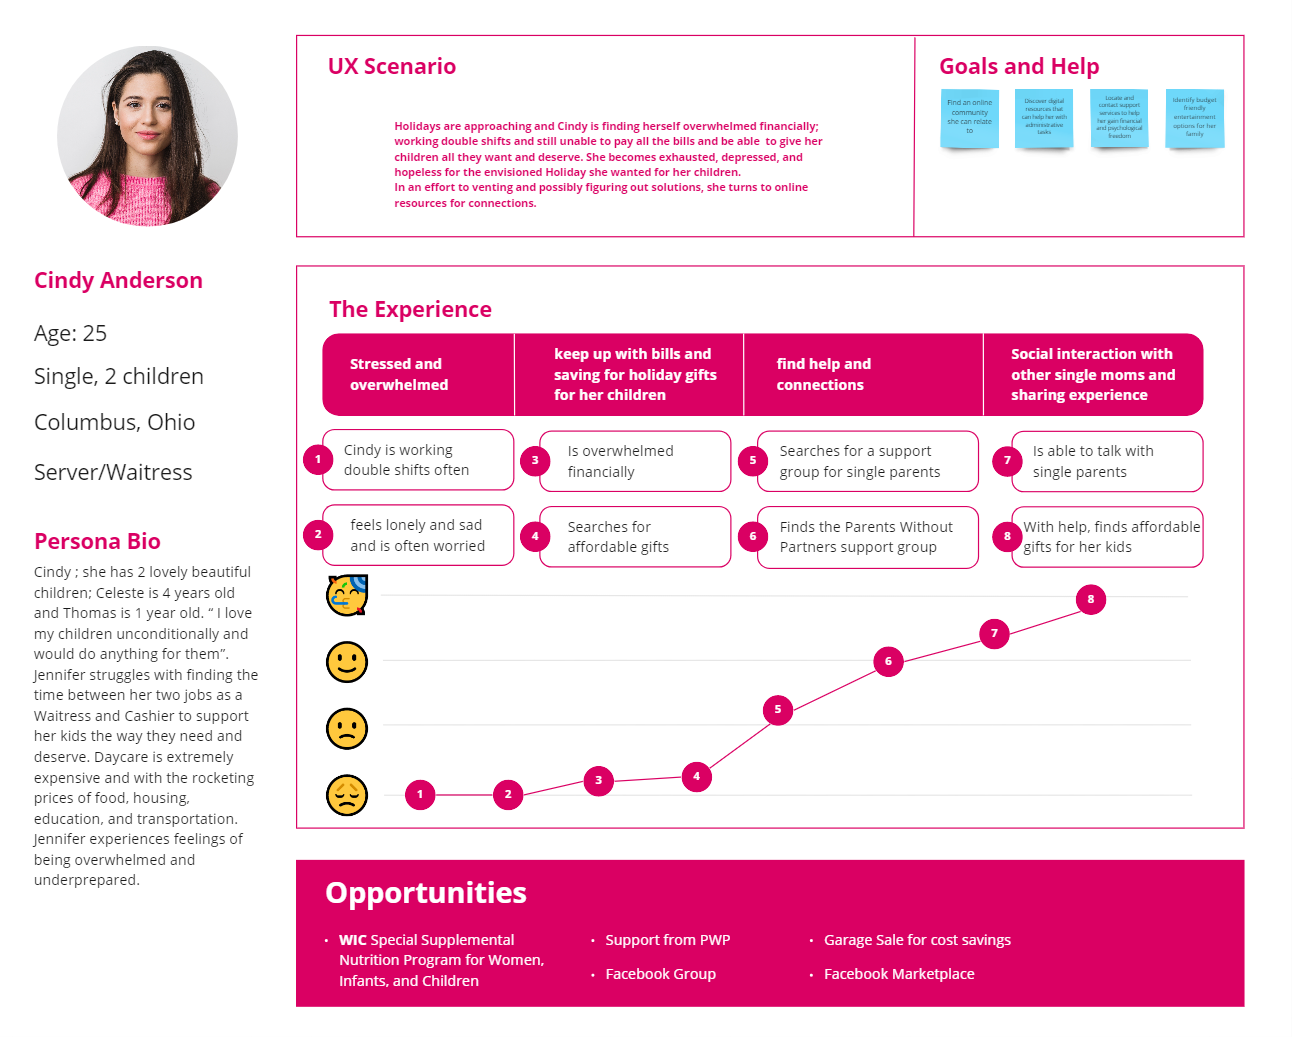 Cindy Anderson
Age: 25
Single, 2 children
Columbus, Ohio
Server/Waitress
Persona Bio
Cindy ; she has 2 lovely beautiful
children; Celeste is 4 years old
and Thomas is 1 year old. “ I love
my children unconditionally and
would do anything for them”.
Jennifer struggles with finding the
time between her two jobs as a
Waitress and Cashier to support
her kids the way they need and
deserve. Daycare is extremely
expensive and with the rocketing
prices of food, housing,
education, and transportation.
Jennifer experiences feelings of
being overwhelmed and
underprepared.
UX Scenario
Holidays are approaching and Cindy is finding herself overwhelmed financially;
working double shifts and still unable to pay all the bills and be able  to give her
children all they want and deserve. She becomes exhausted, depressed, and
hopeless for the envisioned Holiday she wanted for her children.
In an effort to venting and possibly figuring out solutions, she turns to online
resources for connections.
Goals and Help
Find an online
community
she can relate
to
Discover digital
resources that
can help her with
administrative
tasks
Locate and
contact support
services to help
her gain financial
and psychological
freedom
Identify budget
friendly
entertainment
options for her
family
The Experience
Stressed and
overwhelmed
keep up with bills and
saving for holiday gifts
for her children
find help and
connections
Social interaction with
other single moms and
sharing experience
1
Cindy is working
double shifts often
3
Is overwhelmed
financially
5
Searches for a support
group for single parents
7
Is able to talk with
single parents
2
feels lonely and sad
and is often worried
4
Searches for
affordable gifts
6
Finds the Parents Without
Partners support group
8
With help, finds affordable
gifts for her kids
8
7
6
5
4
3
2
1
Opportunities
• WIC Special Supplemental
Nutrition Program for Women,
Infants, and Children
• Support from PWP
• Facebook Group
• Garage Sale for cost savings
• Facebook Marketplace